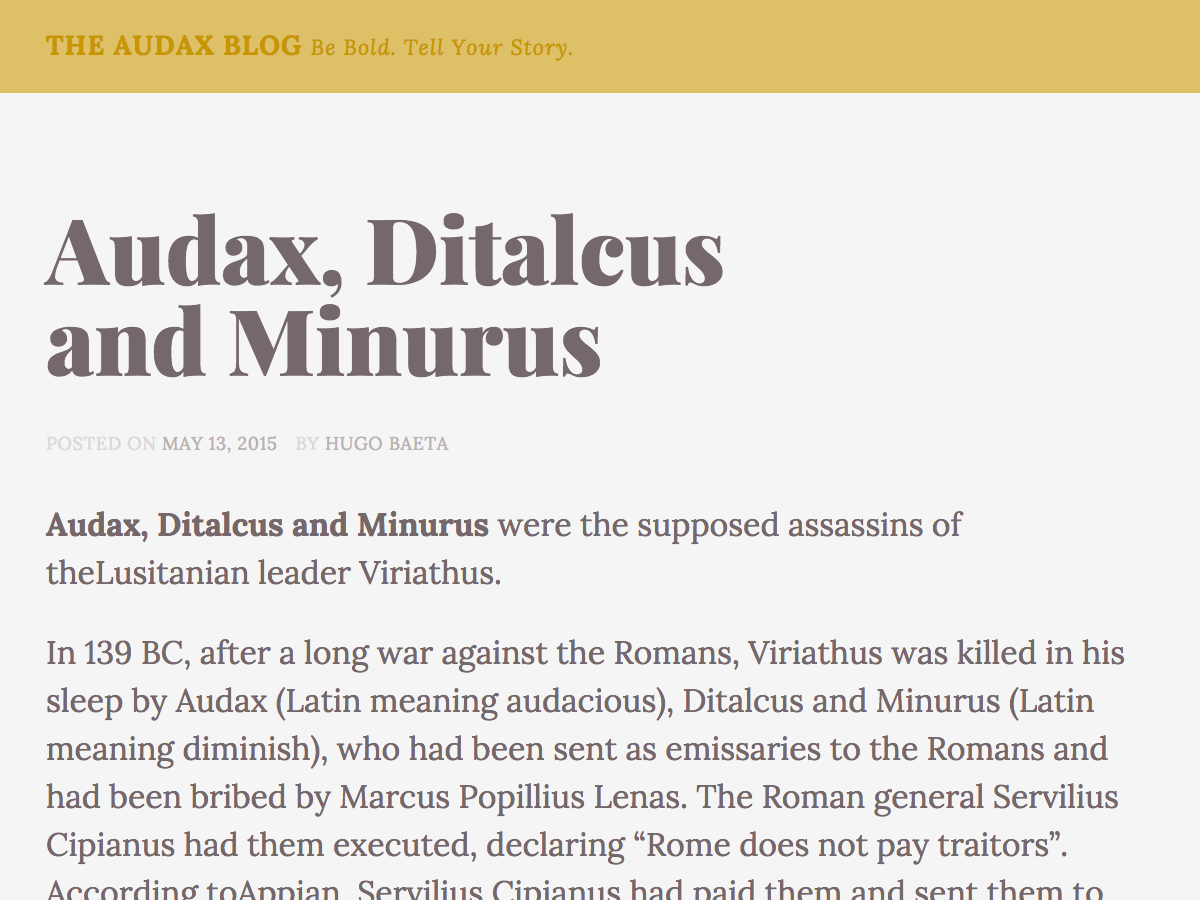 THE AUDAX BLOG Be Bold. Tell Your Story.
Audax, Ditalcus
and Minurus
POSTED ON MAY 13, 2015 BY HUGO BAETA
Audax, Ditalcus and Minurus were the supposed assassins of
theLusitanian leader Viriathus.
In 139 BC, after a long war against the Romans, Viriathus was killed in his
sleep by Audax (Latin meaning audacious), Ditalcus and Minurus (Latin
meaning diminish), who had been sent as emissaries to the Romans and
had been bribed by Marcus Popillius Lenas. The Roman general Servilius
Cipianus had them executed, declaring “Rome does not pay traitors”.
According toAppian, Servilius Cipianus had paid them and sent them to